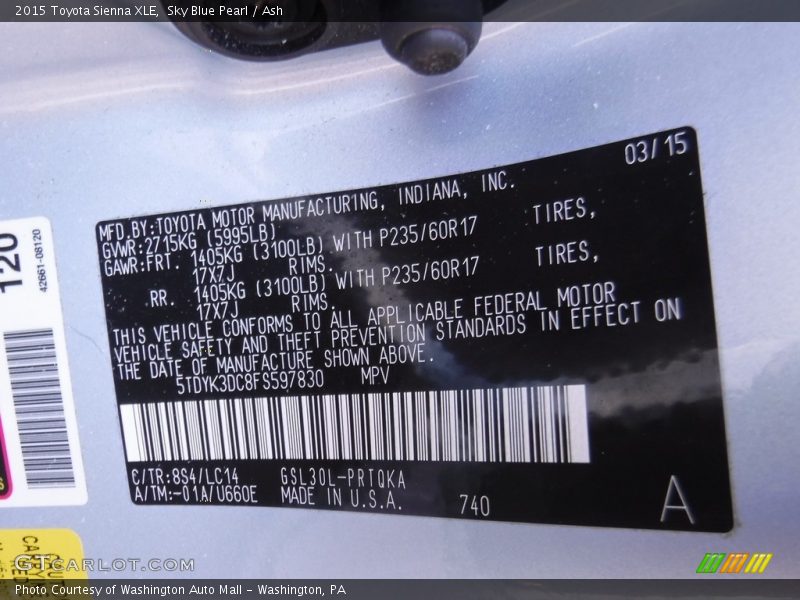 2015 Toyota Sienna XLE, Sky Blue Pearl / Ash
03/15
MFD BY:TOYOTA MOTOR MANUFACTURING, INDIANA, INC.
GVWR:2715KG (5995LB)
GAWR:FRT. 1405KG (3100LB) WITH P235/60R17 TIRES,
17X7J RIMS.
RR. 1405KG (3100LB) WITH P235/60R17 TIRES,
17X7J RIMS.
THIS VEHICLE CONFORMS TO ALL APPLICABLE FEDERAL MOTOR
VEHICLE SAFETY AND THEFT PREVENTION STANDARDS IN EFFECT ON
THE DATE OF MANUFACTURE SHOWN ABOVE.
5TDYK3DC8FS597830 MPV
C/TR:8S4/LC14 GSL30L-PRTQKA
A/TM:-01A/U660E MADE IN U.S.A. 740
A
120
42661-08120
GTCARLOT.COM
Photo Courtesy of Washington Auto Mall - Washington, PA